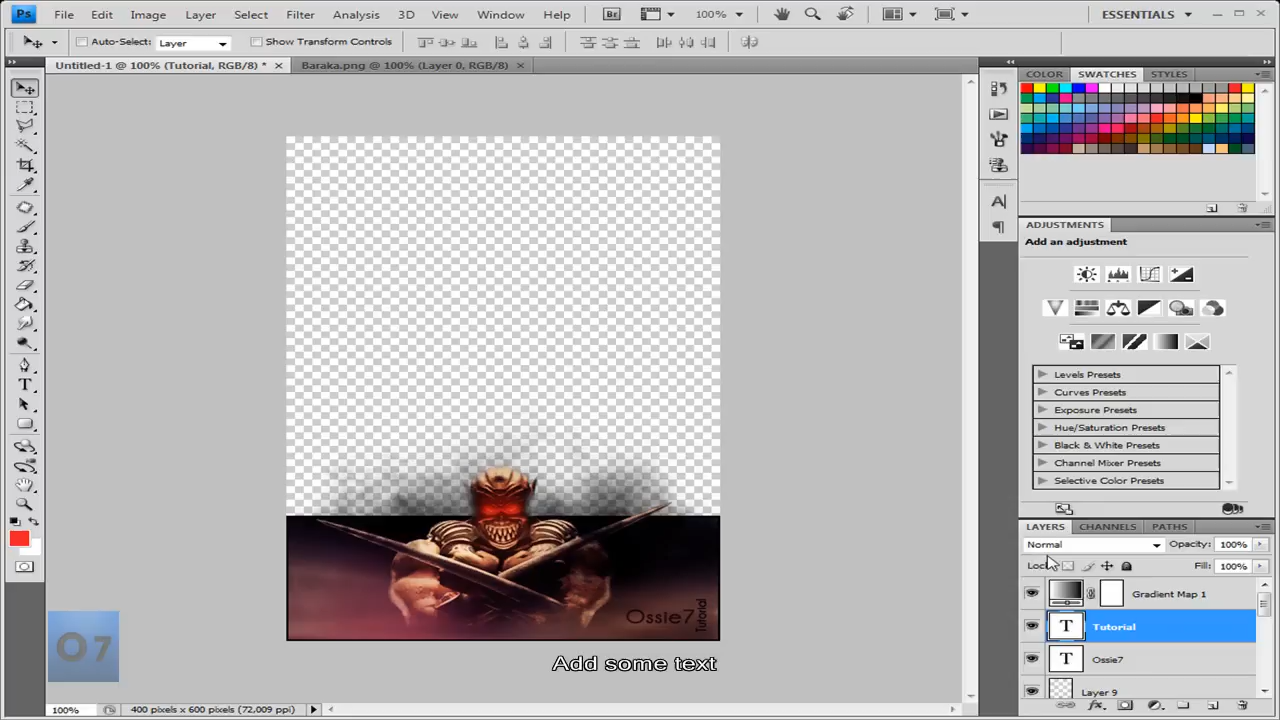 Ps File Edit Image Layer Select Filter Analysis 3D View Window Help Br 100% ESSENTIALS
Auto-Select: Layer Show Transform Controls
Untitled-1 @ 100% (Tutorial, RGB/8) * Baraka.png @ 100% (Layer 0, RGB/8)
COLOR SWATCHES STYLES
ADJUSTMENTS
Add an adjustment
Levels Presets
Curves Presets
Exposure Presets
Hue/Saturation Presets
Black & White Presets
Channel Mixer Presets
Selective Color Presets
LAYERS CHANNELS PATHS
Normal Opacity: 100%
Lock: Fill: 100%
Gradient Map 1
T Tutorial
T Ossie7
Layer 9
Ossie7
Tutorial
O7
Add some text
100% 400 pixels x 600 pixels (72,009 ppi)